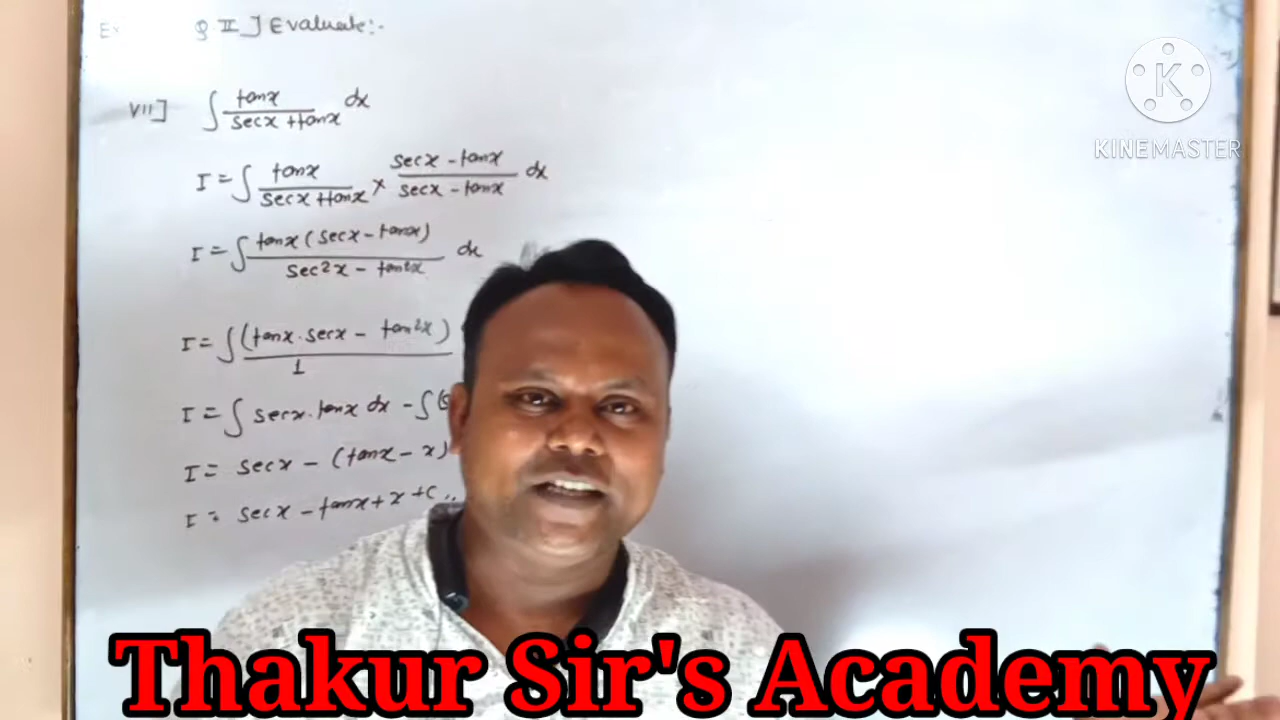 Q. II ] Evaluate:-
VII] ∫ tanx / secx + tanx dx
I = ∫ tanx / secx + tanx × secx - tanx / secx - tanx dx
I = ∫ tanx (secx - tanx) / sec²x - tan²x dx
I = ∫ (tanx . secx - tan²x) / 1
I = ∫ secx . tanx dx - ∫ (
I = secx - (tanx - x)
I = secx - tanx + x + c ,,
K
KINEMASTER
Thakur Sir's Academy